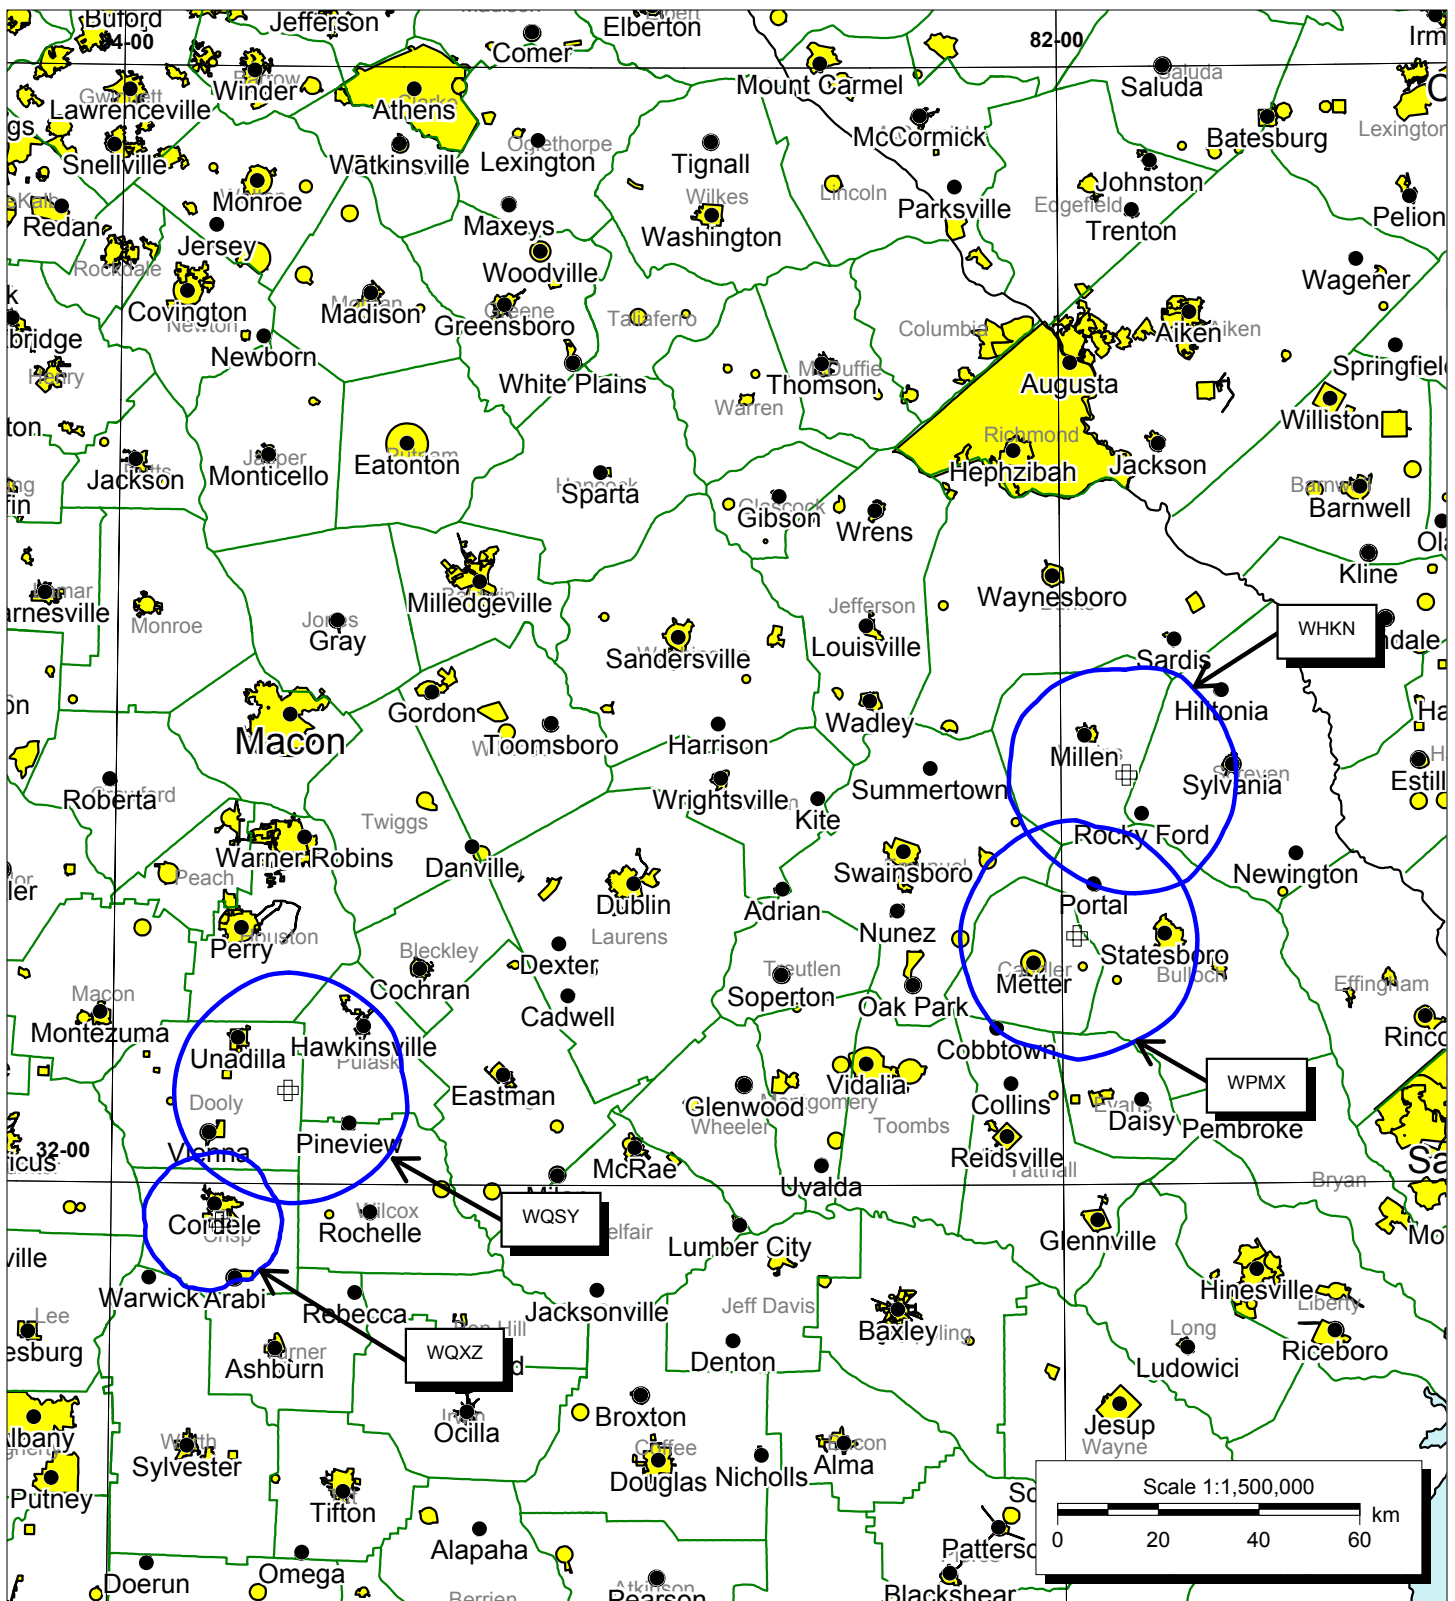 Buford
Jefferson
Elberton
84-00
Comer
82-00
Mount Carmel
Saluda
Saluda
Winder
Lawrenceville
Athens
McCormick
Batesburg
Lexington
Snellville
Watkinsville
Lexington
Oglethorpe
Tignall
Johnston
Monroe
Wilkes
Lincoln
Edgefield
Redan
Jersey
Maxeys
Washington
Parksville
Trenton
Pelion
Rockdale
Woodville
Wagener
Covington
Newton
Madison
Greene
Greensboro
Taliaferro
Columbia
Aiken
Aiken
Newborn
Henry
White Plains
McDuffie
Thomson
Augusta
Springfield
Warren
Williston
Eatonton
Richmond
Jackson
Jasper
Monticello
Hephzibah
Jackson
Sparta
Glascock
Gibson
Wrens
Barnwell
Kline
Milledgeville
Waynesboro
Monroe
Jones
Gray
Jefferson
Louisville
WHKN
Sandersville
Sardis
Gordon
Hilltonia
Macon
Toomsboro
Harrison
Wadley
Millen
Sylvania
Roberta
Wrightsville
Summertown
Kite
Rocky Ford
Twiggs
Warner Robins
Danville
Swainsboro
Newington
Peach
Dublin
Adrian
Portal
Perry
Houston
Bleckley
Laurens
Nunez
Statesboro
Cochran
Dexter
Treutlen
Soperton
Candler
Metter
Bulloch
Effingham
Macon
Montezuma
Cadwell
Oak Park
Unadilla
Hawkinsville
Pulaski
Cobbtown
Eastman
Vidalia
WPMX
Dooly
Glenwood
Montgomery
Collins
Evans
Daisy
Wheeler
Toombs
Pembroke
32-00
Vienna
Pineview
McRae
Reidsville
Tattnall
Uvalda
Bryan
WQSY
Cordele
Crisp
Wilcox
Rochelle
Lumber City
Glennville
Warwick
Arabi
Rebecca
Jacksonville
Jeff Davis
Hinesville
Liberty
Lee
Baxley
Long
Riceboro
Turner
Ashburn
WQXZ
Denton
Ludowici
Ocilla
Broxton
Jesup
Wayne
Worth
Sylvester
Coffee
Douglas
Nicholls
Bacon
Alma
Putney
Tifton
Scale 1:1,500,000
km
0 20 40 60
Alapaha
Doerun
Omega
Berrien
Atkinson
Pearson
Blackshear